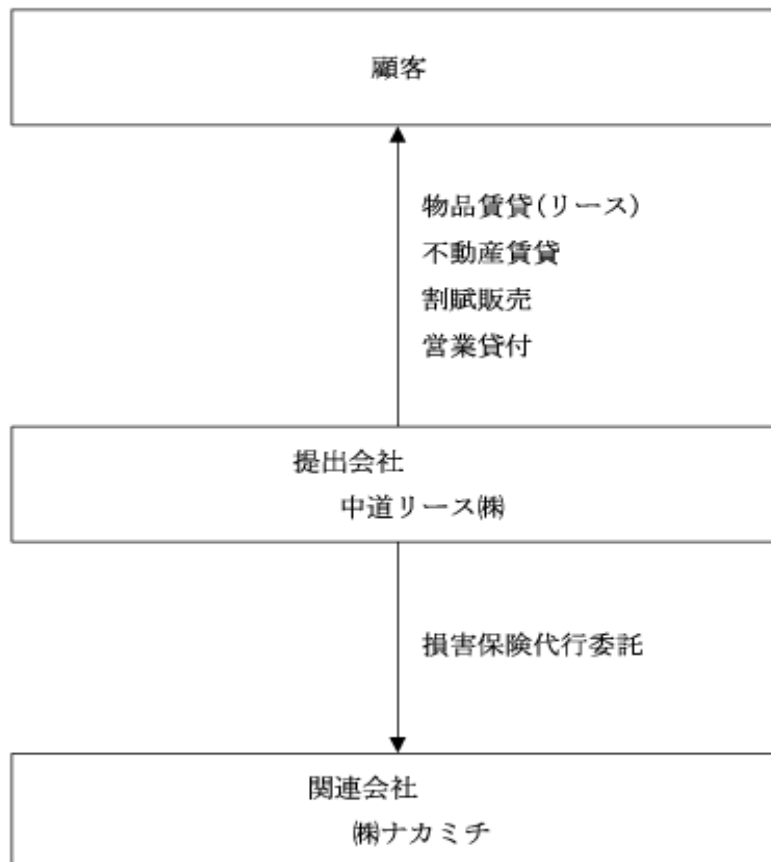 顧客
物品賃貸(リース)
不動産賃貸
割賦販売
営業貸付
提出会社
中道リース㈱
損害保険代行委託
関連会社
㈱ナカミチ